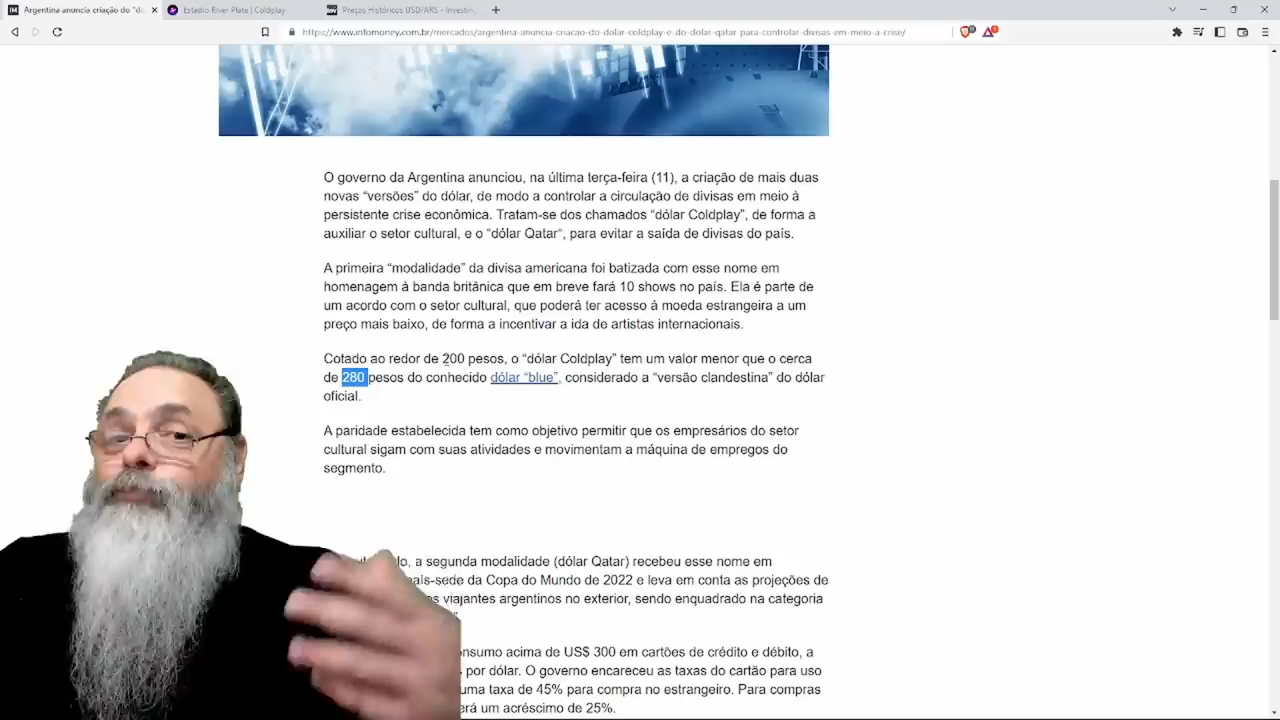 Argentina anuncia criação do "dó
Estadio River Plate | Coldplay
Preços Históricos USD/ARS - Investing
https://www.infomoney.com.br/mercados/argentina-anuncia-criacao-do-dolar-coldplay-e-do-dolar-qatar-para-controlar-divisas-em-meio-a-crise/
O governo da Argentina anunciou, na última terça-feira (11), a criação de mais duas
novas “versões” do dólar, de modo a controlar a circulação de divisas em meio à
persistente crise econômica. Tratam-se dos chamados “dólar Coldplay”, de forma a
auxiliar o setor cultural, e o “dólar Qatar“, para evitar a saída de divisas do país.
A primeira “modalidade” da divisa americana foi batizada com esse nome em
homenagem à banda britânica que em breve fará 10 shows no país. Ela é parte de
um acordo com o setor cultural, que poderá ter acesso à moeda estrangeira a um
preço mais baixo, de forma a incentivar a ida de artistas internacionais.
Cotado ao redor de 200 pesos, o “dólar Coldplay” tem um valor menor que o cerca
de 280 pesos do conhecido dólar “blue”, considerado a “versão clandestina” do dólar
oficial.
A paridade estabelecida tem como objetivo permitir que os empresários do setor
cultural sigam com suas atividades e movimentam a máquina de empregos do
segmento.
a segunda modalidade (dólar Qatar) recebeu esse nome em
da Copa do Mundo de 2022 e leva em conta as projeções de
viajantes argentinos no exterior, sendo enquadrado na categoria
acima de US$ 300 em cartões de crédito e débito, a
por dólar. O governo encareceu as taxas do cartão para uso
uma taxa de 45% para compra no estrangeiro. Para compras
um acréscimo de 25%.